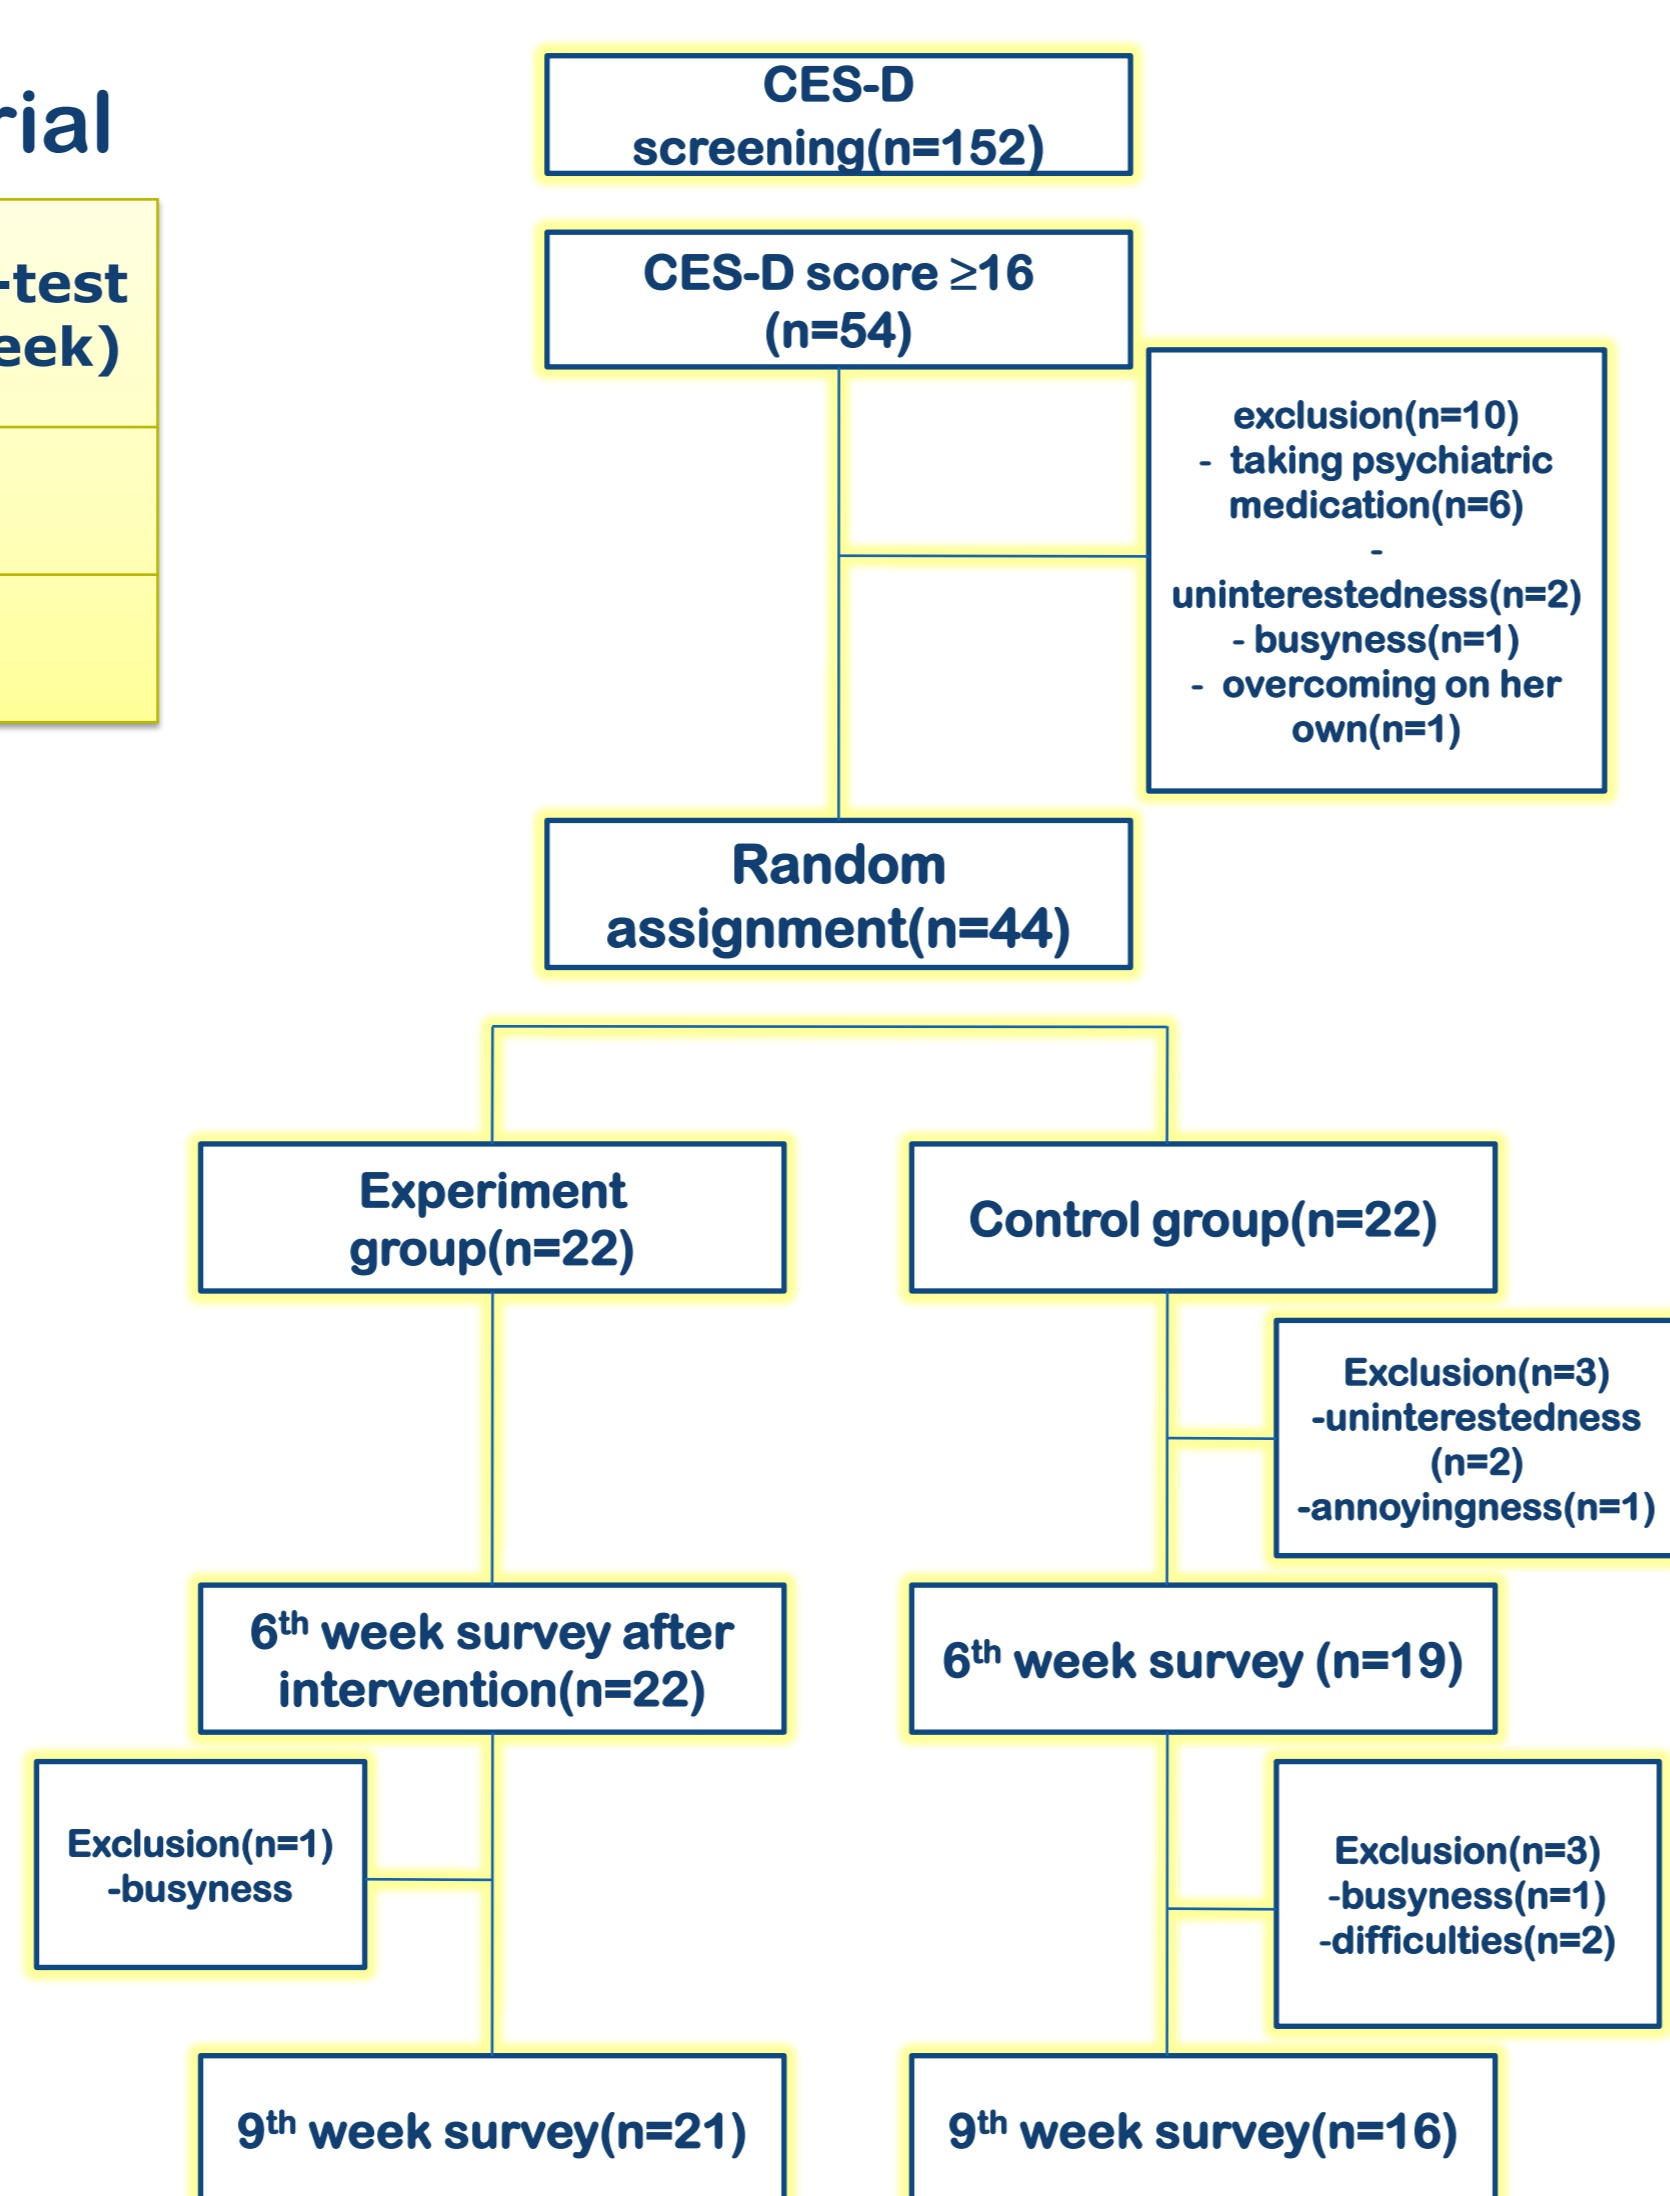 rial
-test
eek)
CES-D
screening(n=152)
CES-D score ≥16
(n=54)
exclusion(n=10)
- taking psychiatric
medication(n=6)
-
uninterestedness(n=2)
- busyness(n=1)
- overcoming on her
own(n=1)
Random
assignment(n=44)
Experiment
group(n=22)
Control group(n=22)
Exclusion(n=3)
-uninterestedness
(n=2)
-annoyingness(n=1)
6th week survey after
intervention(n=22)
6th week survey (n=19)
Exclusion(n=1)
-busyness
Exclusion(n=3)
-busyness(n=1)
-difficulties(n=2)
9th week survey(n=21)
9th week survey(n=16)